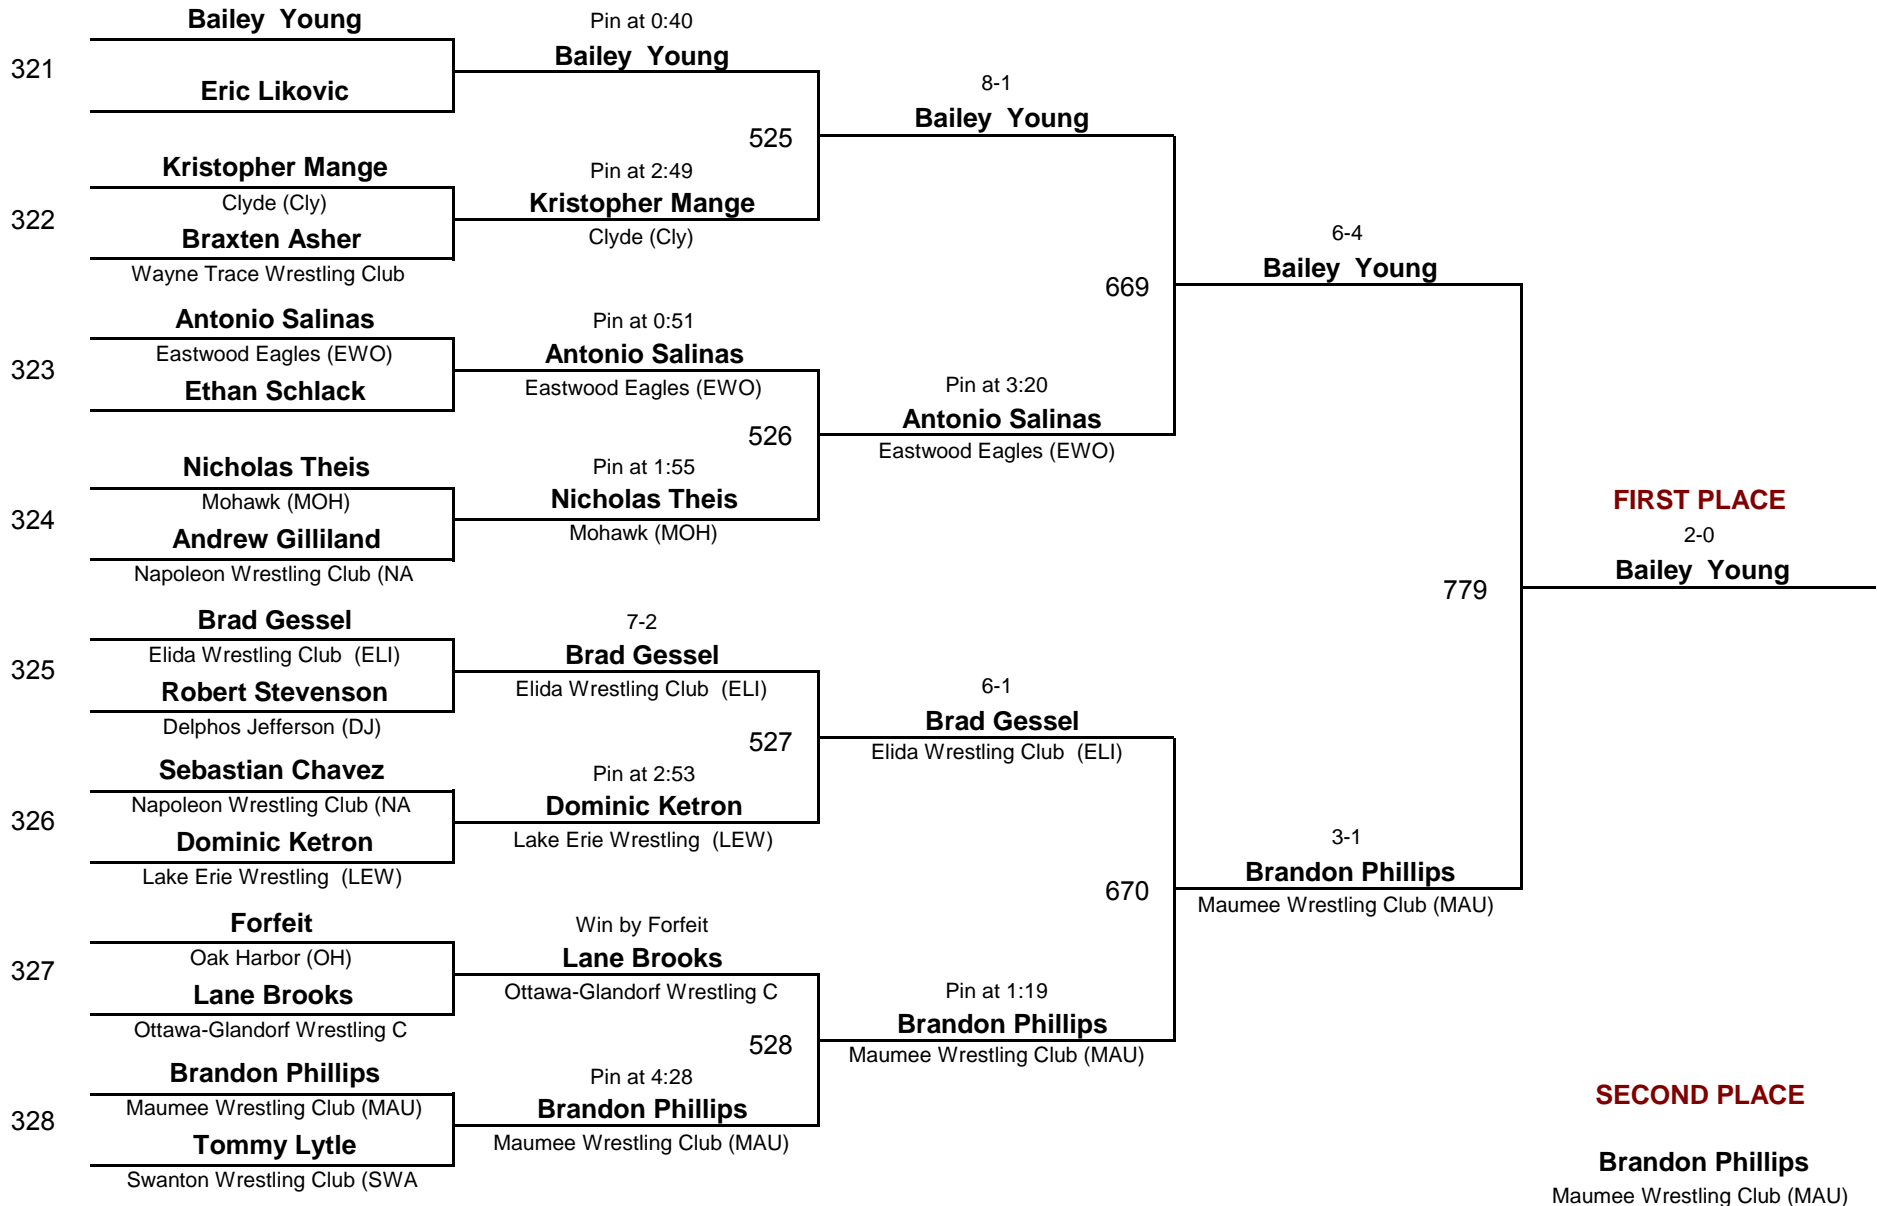 Bailey  Young
321
Eric Likovic
Kristopher Mange
Clyde (Cly)
322
Braxten Asher
Wayne Trace Wrestling Club
Antonio Salinas
Eastwood Eagles (EWO)
323
Ethan Schlack
Nicholas Theis
Mohawk (MOH)
324
Andrew Gilliland
Napoleon Wrestling Club (NA
Brad Gessel
Elida Wrestling Club  (ELI)
325
Robert Stevenson
Delphos Jefferson (DJ)
Sebastian Chavez
Napoleon Wrestling Club (NA
326
Dominic Ketron
Lake Erie Wrestling  (LEW)
Forfeit
Oak Harbor (OH)
327
Lane Brooks
Ottawa-Glandorf Wrestling C
Brandon Phillips
Maumee Wrestling Club (MAU)
328
Tommy Lytle
Swanton Wrestling Club (SWA
Pin at 0:40
Bailey  Young
525
Pin at 2:49
Kristopher Mange
Clyde (Cly)
Pin at 0:51
Antonio Salinas
Eastwood Eagles (EWO)
526
Pin at 1:55
Nicholas Theis
Mohawk (MOH)
7-2
Brad Gessel
Elida Wrestling Club  (ELI)
527
Pin at 2:53
Dominic Ketron
Lake Erie Wrestling  (LEW)
Win by Forfeit
Lane Brooks
Ottawa-Glandorf Wrestling C
528
Pin at 4:28
Brandon Phillips
Maumee Wrestling Club (MAU)
8-1
Bailey  Young
669
Pin at 3:20
Antonio Salinas
Eastwood Eagles (EWO)
6-1
Brad Gessel
Elida Wrestling Club  (ELI)
670
Pin at 1:19
Brandon Phillips
Maumee Wrestling Club (MAU)
6-4
Bailey  Young
779
3-1
Brandon Phillips
Maumee Wrestling Club (MAU)
FIRST PLACE
2-0
Bailey  Young
SECOND PLACE
Brandon Phillips
Maumee Wrestling Club (MAU)